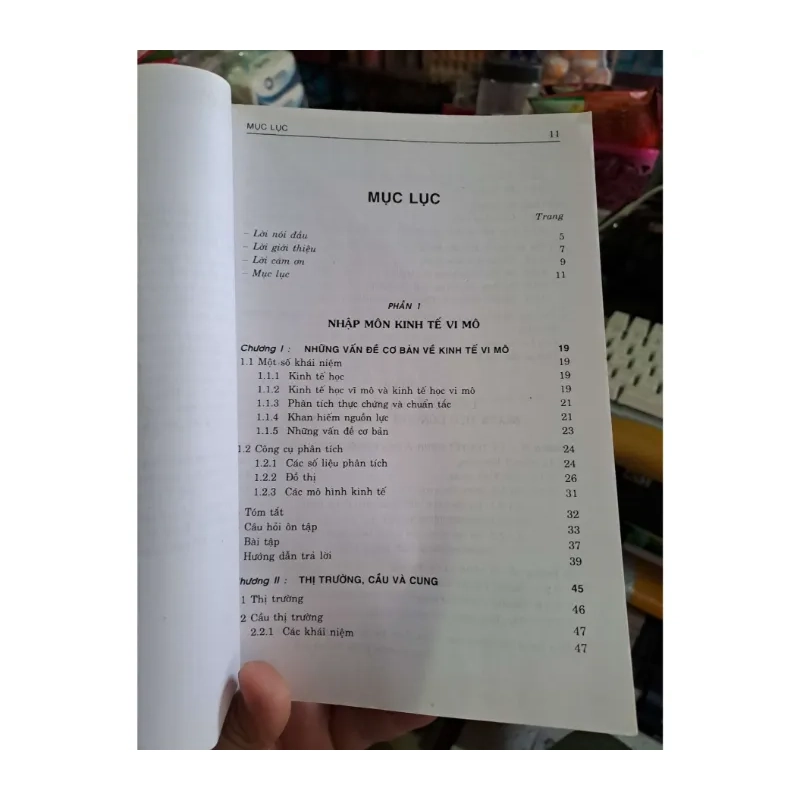 MỤC LỤC 11
MỤC LỤC
Trang
– Lời nói đầu 5
– Lời giới thiệu 7
– Lời cảm ơn 9
– Mục lục 11
PHẦN 1
NHẬP MÔN KINH TẾ VI MÔ
Chương I : NHỮNG VẤN ĐỀ CƠ BẢN VỀ KINH TẾ VI MÔ 19
1.1 Một số khái niệm 19
1.1.1 Kinh tế học 19
1.1.2 Kinh tế học vĩ mô và kinh tế học vi mô 19
1.1.3 Phân tích thực chứng và chuẩn tắc 21
1.1.4 Khan hiếm nguồn lực 21
1.1.5 Những vấn đề cơ bản 23
1.2 Công cụ phân tích 24
1.2.1 Các số liệu phân tích 24
1.2.2 Đồ thị 26
1.2.3 Các mô hình kinh tế 31
Tóm tắt 32
Câu hỏi ôn tập 33
Bài tập 37
Hướng dẫn trả lời 39
hương II : THỊ TRƯỜNG, CẦU VÀ CUNG 45
1 Thị trường 46
2 Cầu thị trường 47
2.2.1 Các khái niệm 47